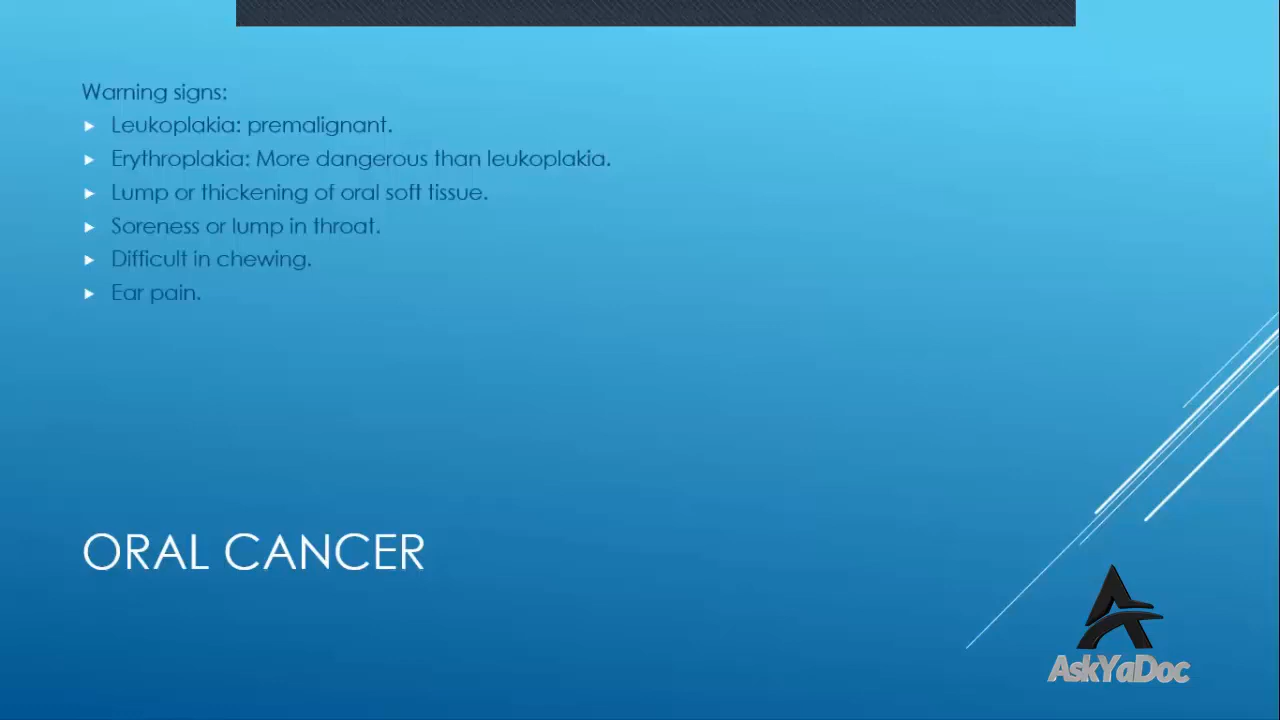 Warning signs:
Leukoplakia: premalignant.
Erythroplakia: More dangerous than leukoplakia.
Lump or thickening of oral soft tissue.
Soreness or lump in throat.
Difficult in chewing.
Ear pain.
ORAL CANCER
AskYaDoc